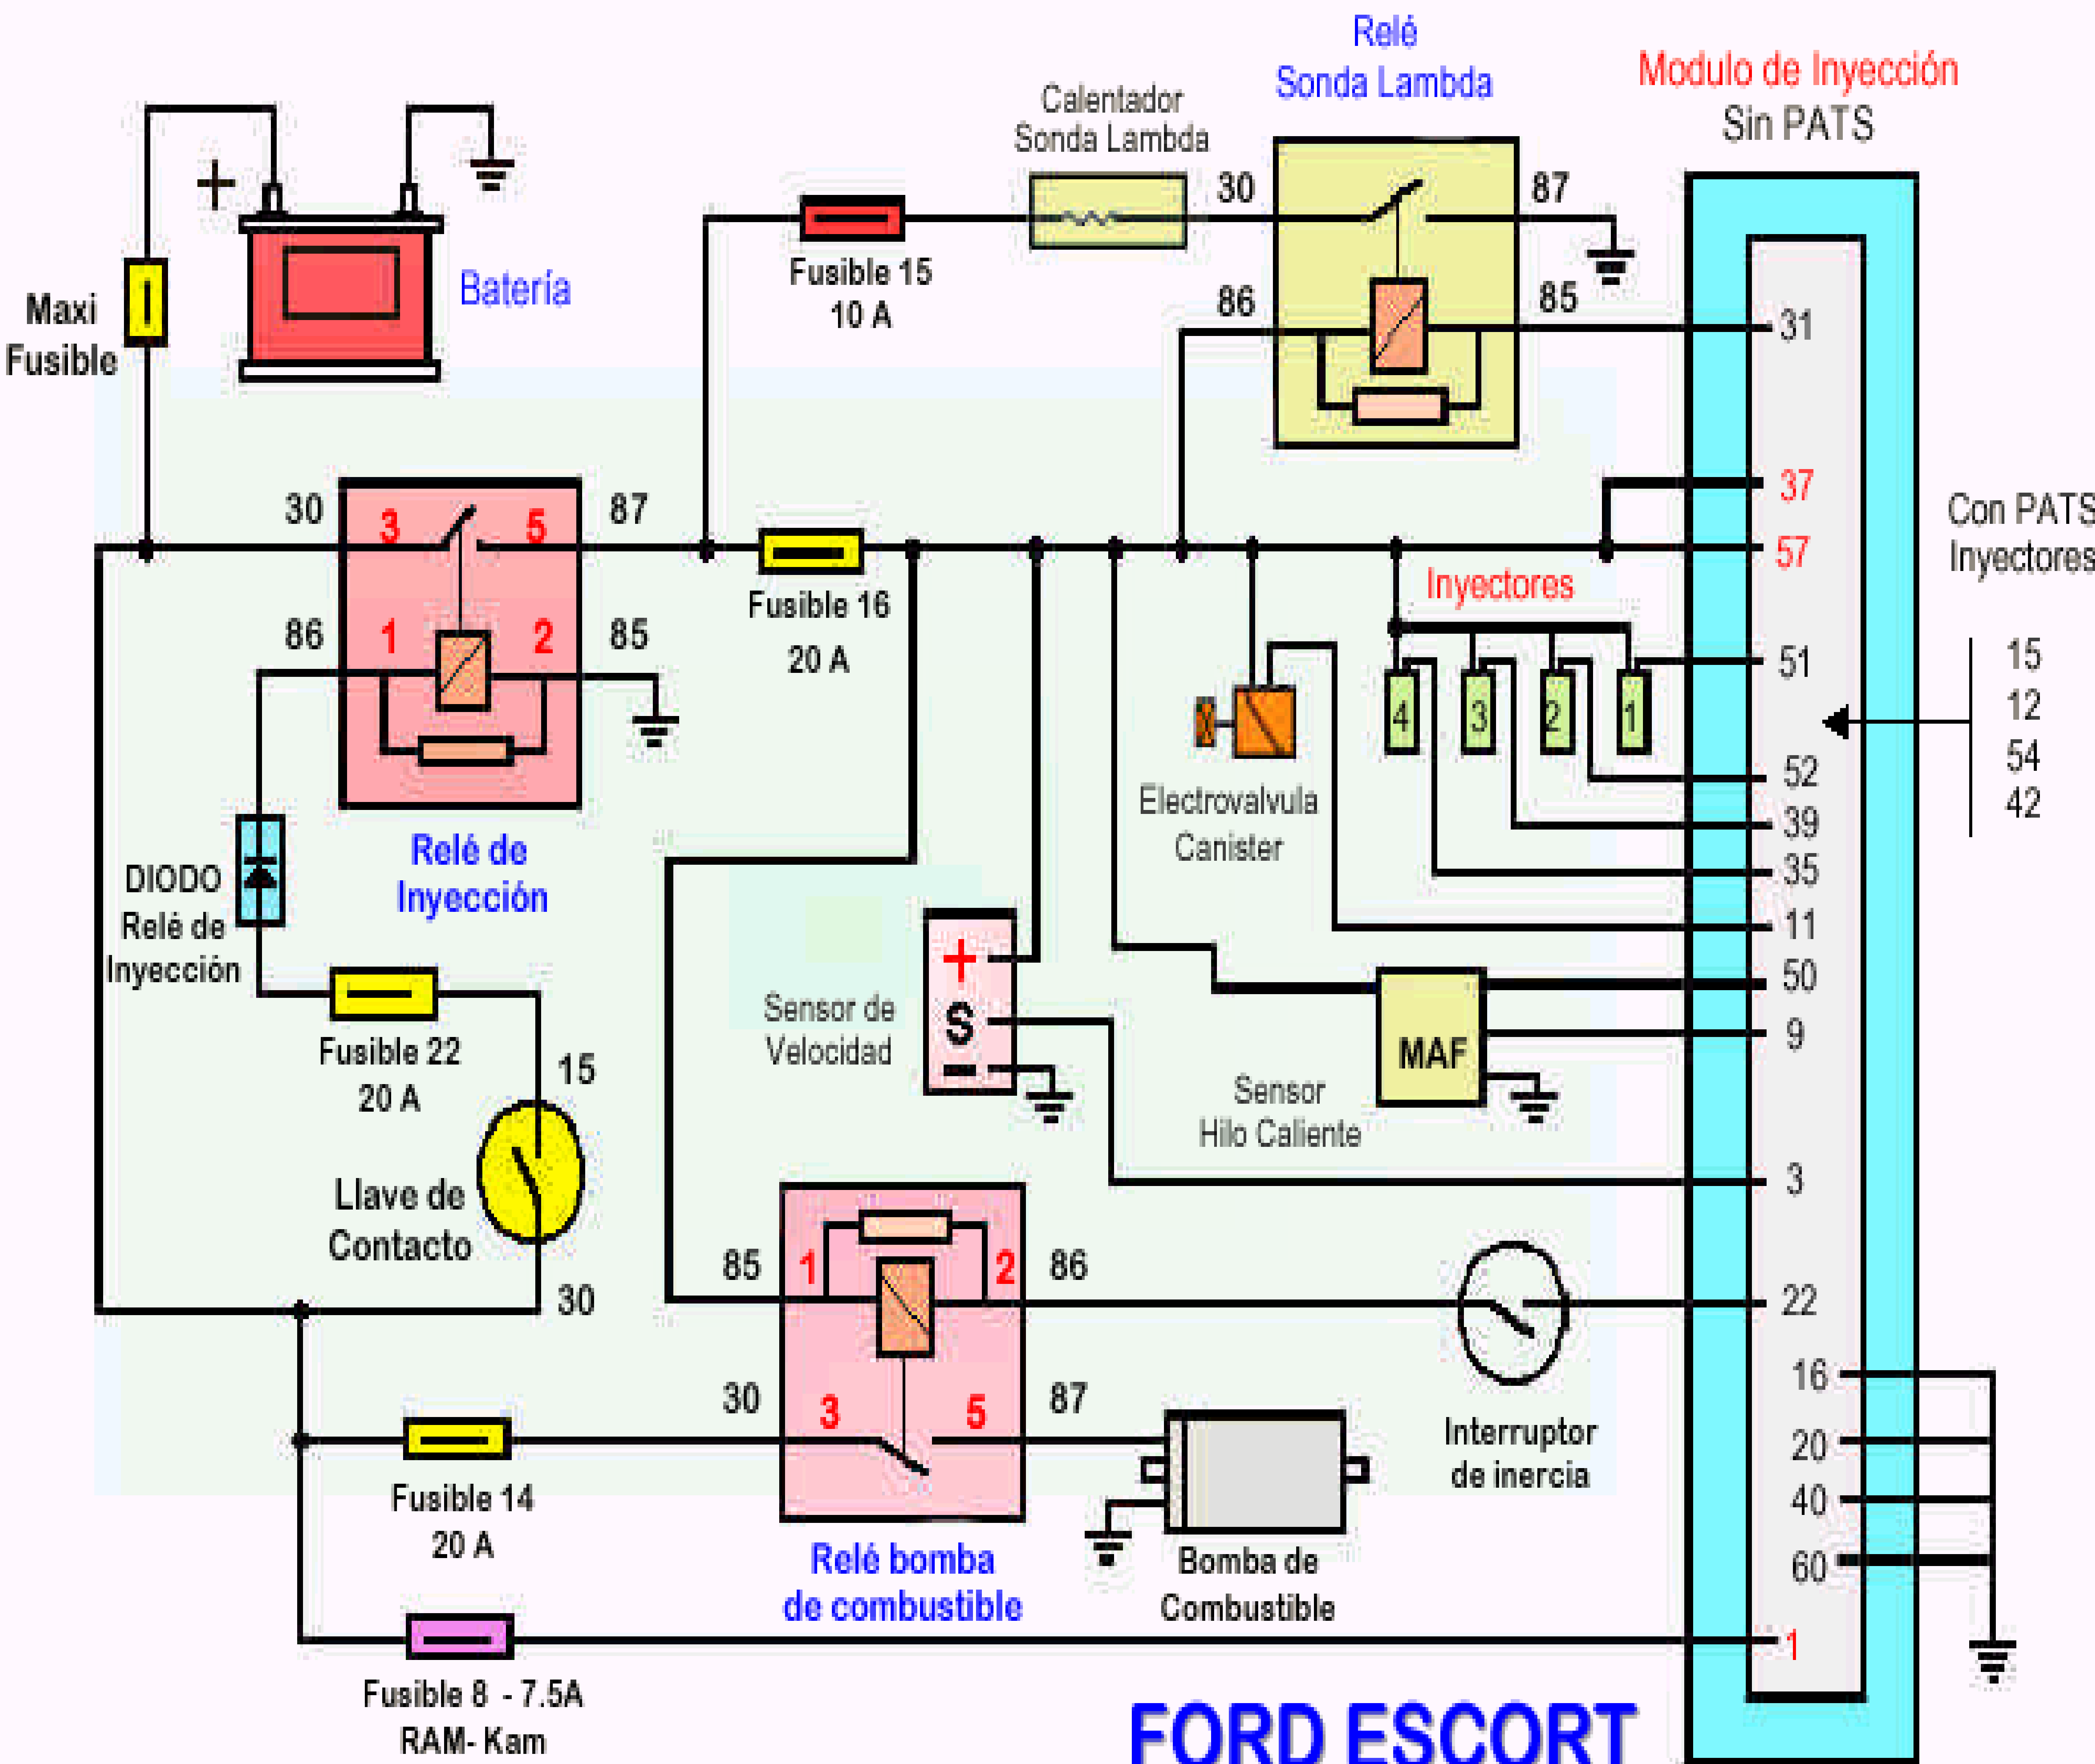 Relé
Sonda Lambda
Modulo de Inyección
Sin PATS
Calentador
Sonda Lambda
+
Batería
Maxi
Fusible
Fusible 15
10 A
30
87
86
85
31
37
57
Con PATS
Inyectores
15
12
54
42
30
87
3
5
86
85
1
2
Relé de
Inyección
Fusible 16
20 A
Inyectores
4
3
2
1
51
52
39
35
11
50
9
3
22
16
20
40
60
1
Electrovalvula
Canister
DIODO
Relé de
Inyección
Fusible 22
20 A
15
Llave de
Contacto
30
Sensor de
Velocidad
+
S
-
MAF
Sensor
Hilo Caliente
85
1
2
86
30
3
5
87
Relé bomba
de combustible
Interruptor
de inercia
Bomba de
Combustible
Fusible 14
20 A
Fusible 8 - 7.5A
RAM- Kam
FORD ESCORT